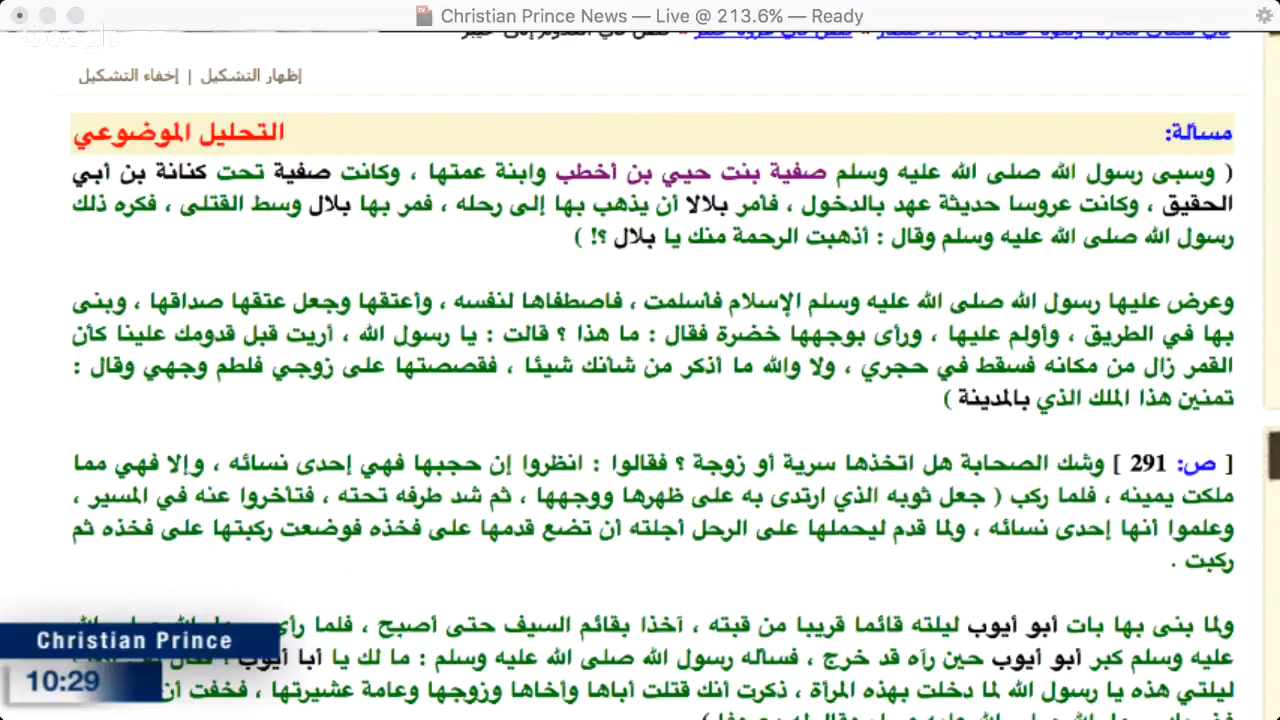 Christian Prince News — Live @ 213.6% — Ready
Google
إظهار التشكيل | إخفاء التشكيل
مسألة: التحليل الموضوعي
( وسبى رسول الله صلى الله عليه وسلم صفية بنت حيي بن أخطب وابنة عمتها ، وكانت صفية تحت كنانة بن أبي
الحقيق ، وكانت عروسا حديثة عهد بالدخول ، فأمر بلالا أن يذهب بها إلى رحله ، فمر بها بلال وسط القتلى ، فكره ذلك
رسول الله صلى الله عليه وسلم وقال : أذهبت الرحمة منك يا بلال ؟! )
وعرض عليها رسول الله صلى الله عليه وسلم الإسلام فأسلمت ، فاصطفاها لنفسه ، وأعتقها وجعل عتقها صداقها ، وبنى
بها في الطريق ، وأولم عليها ، ورأى بوجهها خضرة فقال : ما هذا ؟ قالت : يا رسول الله ، أريت قبل قدومك علينا كأن
القمر زال من مكانه فسقط في حجري ، ولا والله ما أذكر من شأنك شيئا ، فقصصتها على زوجي فلطم وجهي وقال :
تمنين هذا الملك الذي بالمدينة )
[ ص: 291 ] وشك الصحابة هل اتخذها سرية أو زوجة ؟ فقالوا : انظروا إن حجبها فهي إحدى نسائه ، وإلا فهي مما
ملكت يمينه ، فلما ركب ( جعل ثوبه الذي ارتدى به على ظهرها ووجهها ، ثم شد طرفه تحته ، فتأخروا عنه في المسير ،
وعلموا أنها إحدى نسائه ، ولما قدم ليحملها على الرحل أجلته أن تضع قدمها على فخذه فوضعت ركبتها على فخذه ثم
ركبت .
ولما بنى بها بات أبو أيوب ليلته قائما قريبا من قبته ، آخذا بقائم السيف حتى أصبح ، فلما رأى
عليه وسلم كبر أبو أيوب حين رآه قد خرج ، فسأله رسول الله صلى الله عليه وسلم : ما لك يا أبا أيوب ؟
ليلتي هذه يا رسول الله لما دخلت بهذه المرأة ، ذكرت أنك قتلت أباها وأخاها وزوجها وعامة عشيرتها ، فخفت أن
Christian Prince
10:29